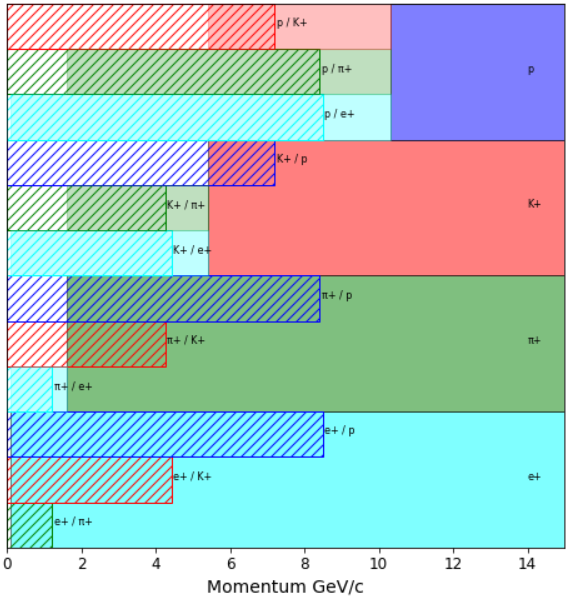 p / K+
p / π+
p
p / e+
K+ / p
K+ / π+
K+
K+ / e+
π+ / p
π+ / K+
π+
π+ / e+
e+ / p
e+ / K+
e+
e+ / π+
0 2 4 6 8 10 12 14
Momentum GeV/c